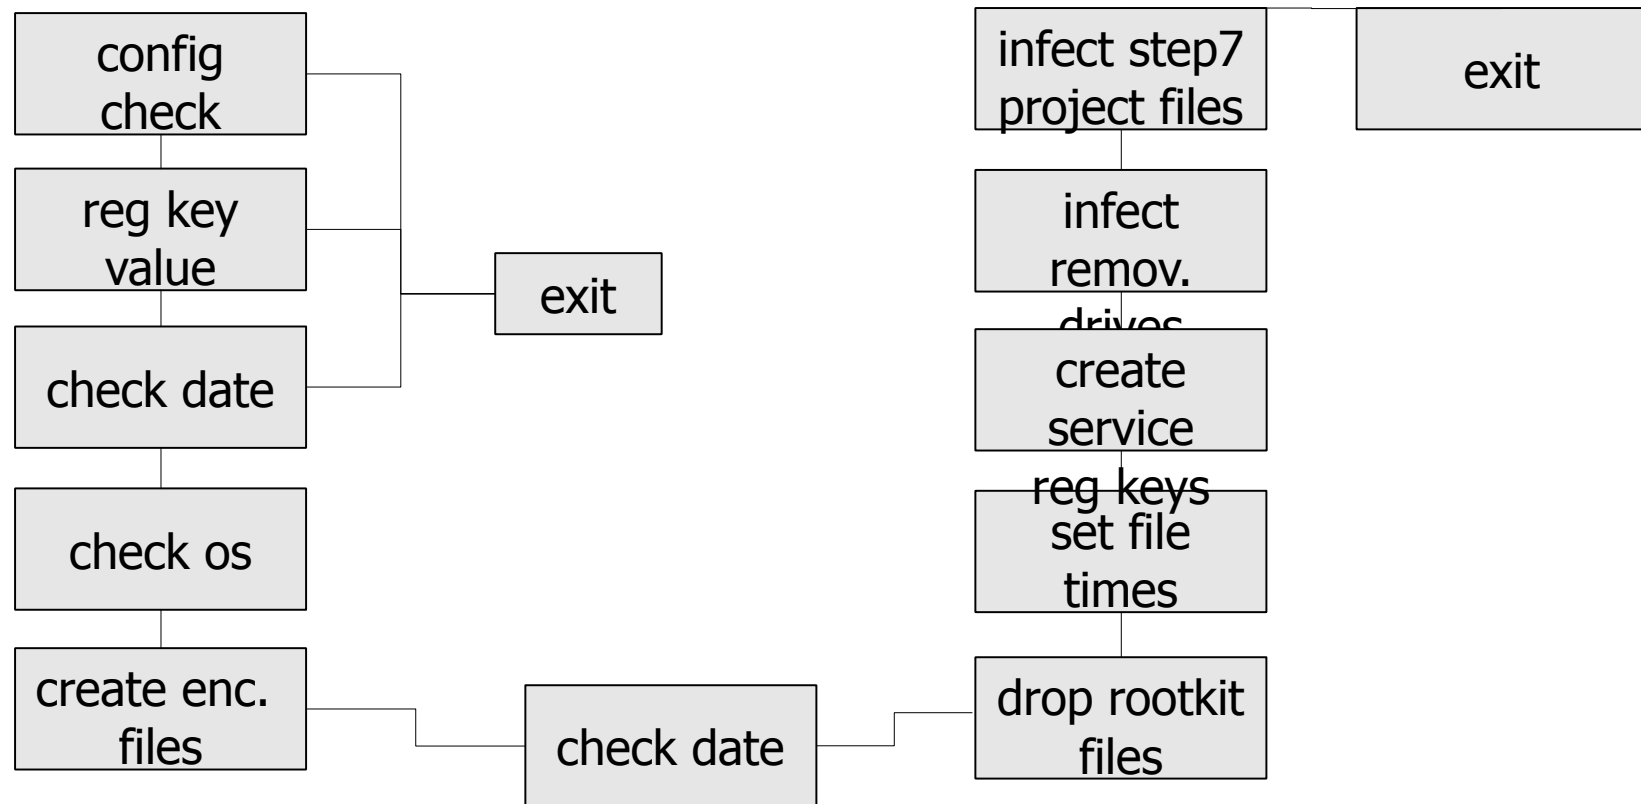 config
check
reg key
value
check date
check os
create enc.
files
exit
check date
infect step7
project files
infect
remov.
drives
create
service
reg keys
set file
times
drop rootkit
files
exit